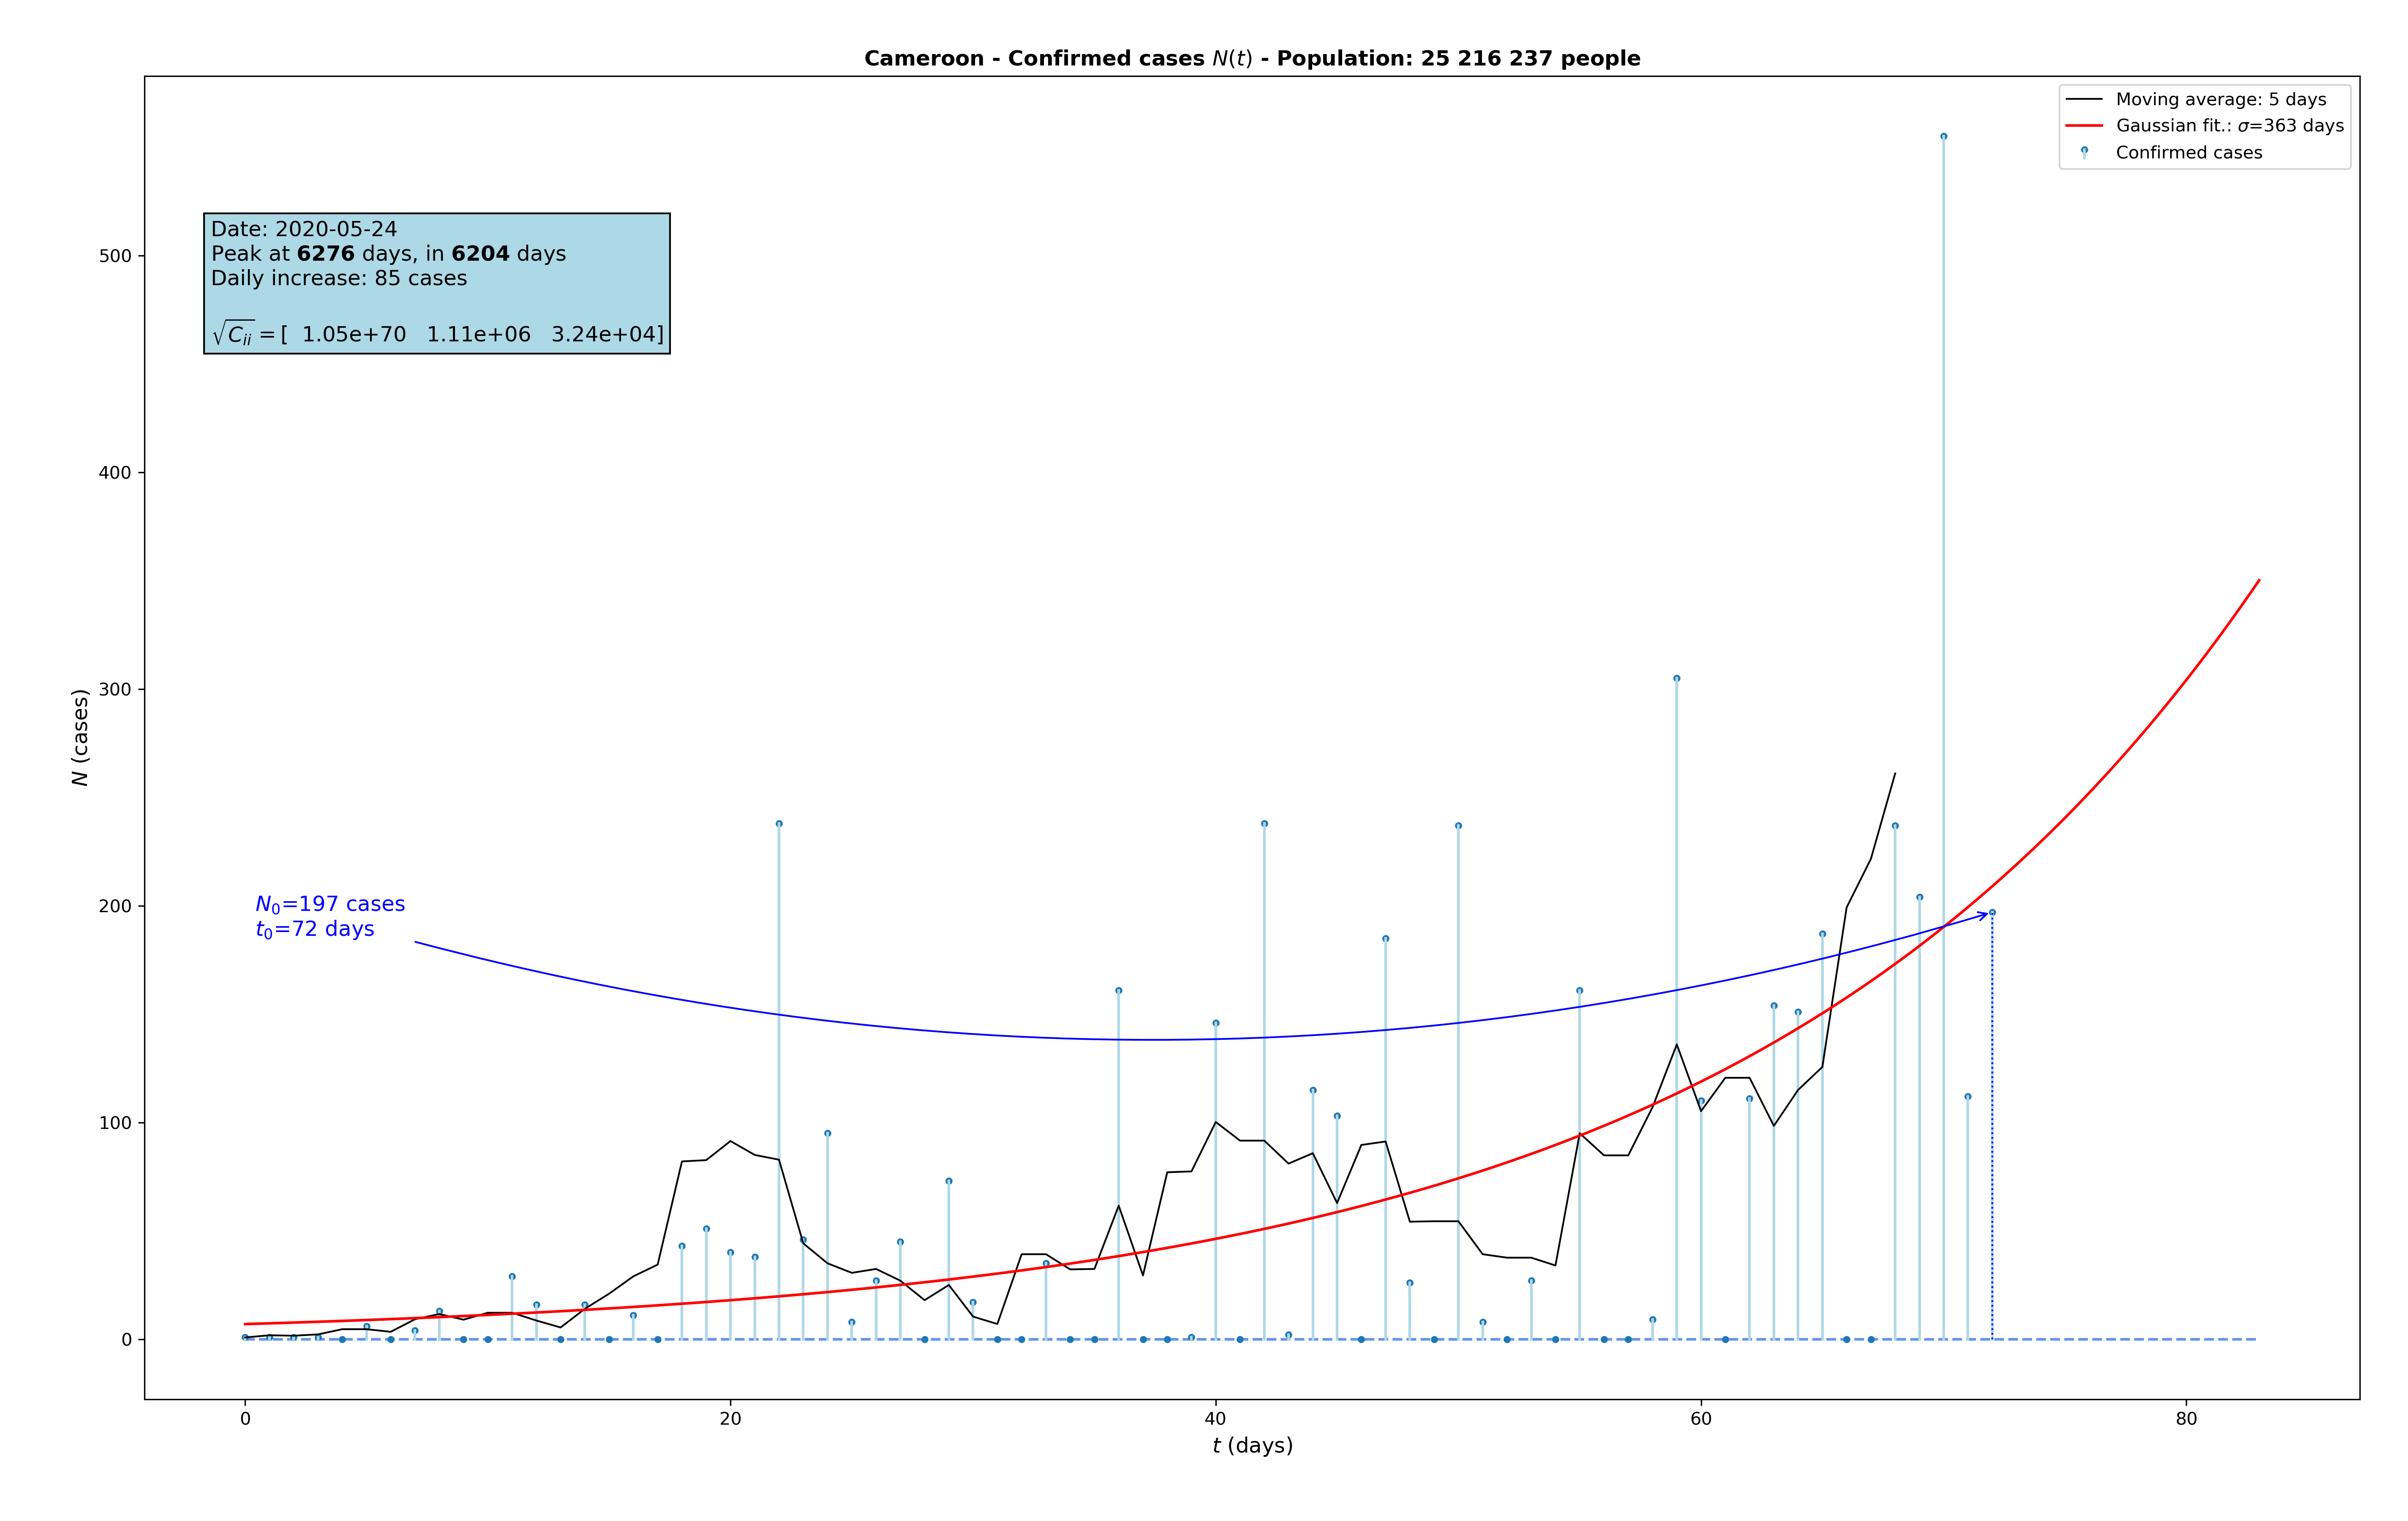 Cameroon - Confirmed cases N(t) - Population: 25 216 237 people
Moving average: 5 days
Gaussian fit.: σ=363 days
Confirmed cases
Date: 2020-05-24
Peak at 6276 days, in 6204 days
Daily increase: 85 cases
√C_ii = [ 1.05e+70 1.11e+06 3.24e+04]
N_0=197 cases
t_0=72 days
N (cases)
500
400
300
200
100
0
0 20 40 60 80
t (days)